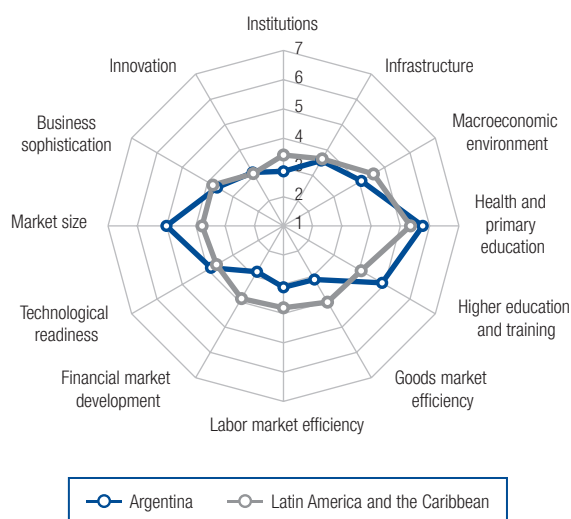 Institutions
7
6
5
4
3
2
1
Infrastructure
Macroeconomic
environment
Health and
primary
education
Higher education
and training
Goods market
efficiency
Labor market efficiency
Financial market
development
Technological
readiness
Market size
Business
sophistication
Innovation
Argentina
Latin America and the Caribbean